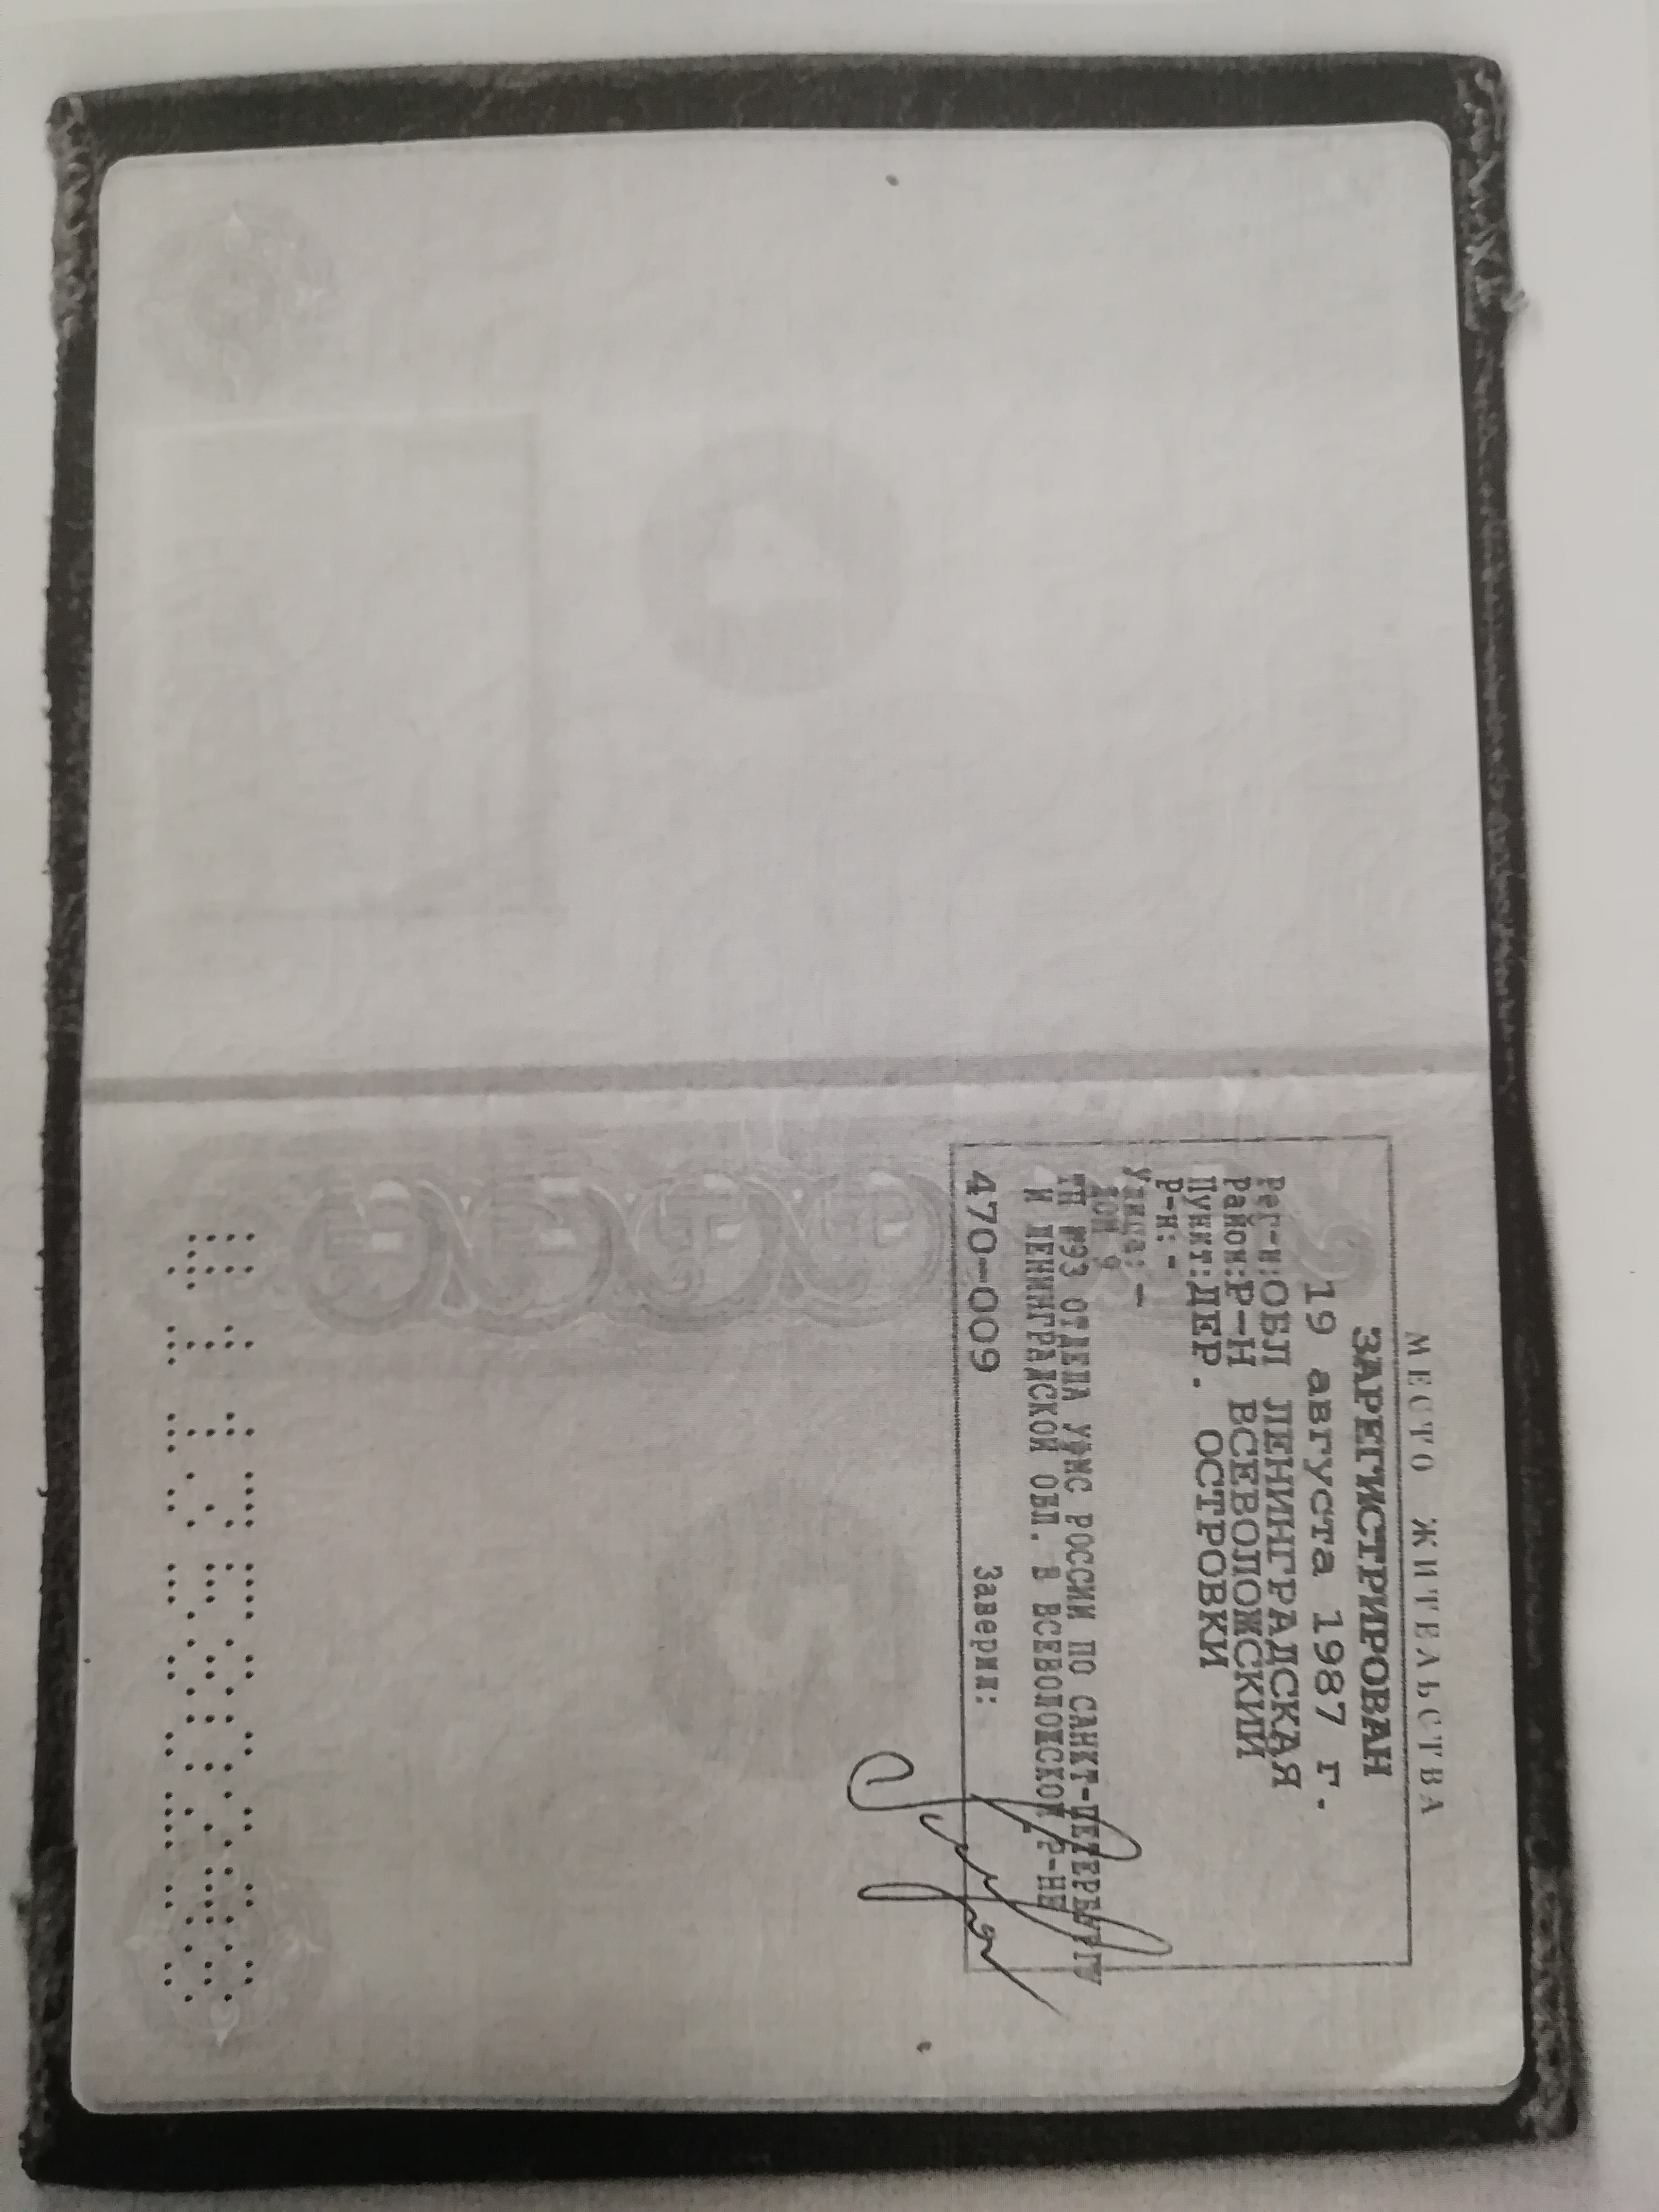 МЕСТО ЖИТЕЛЬСТВА
ЗАРЕГИСТРИРОВАН
19 августа 1987 г.
Рег-н:ОБЛ ЛЕНИНГРАДСКАЯ
Район:Р-Н ВСЕВОЛОЖСКИЙ
Пункт:ДЕР. ОСТРОВКИ
Р-н: -
Улица: -
Дом 9
ТП №93 ОТДЕЛА УФМС РОССИИ ПО САНКТ-ПЕТЕРБУРГУ
И ЛЕНИНГРАДСКОЙ ОБЛ. В ВСЕВОЛОЖСКОМ Р-НЕ
470-009 Заверил: